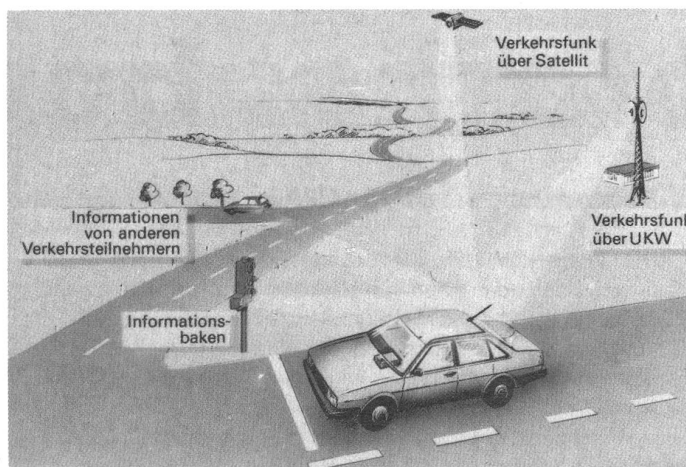 Verkehrsfunk
über Satellit
Verkehrsfunk
über UKW
Informationen
von anderen
Verkehrsteilnehmern
Informations-
baken